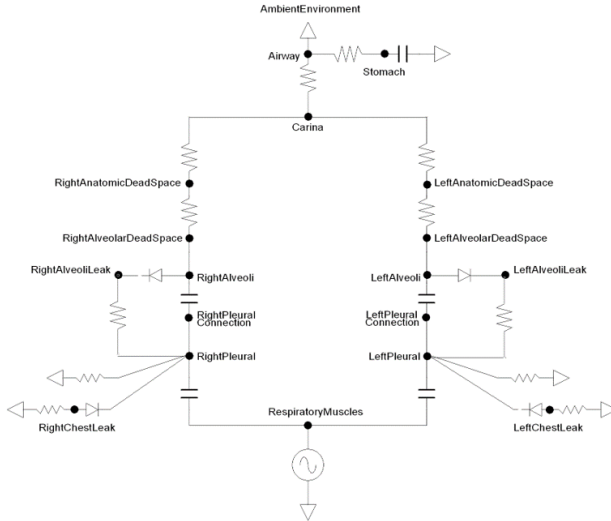 AmbientEnvironment
Airway
Stomach
Carina
RightAnatomicDeadSpace
LeftAnatomicDeadSpace
RightAlveolarDeadSpace
LeftAlveolarDeadSpace
RightAlveoliLeak
RightAlveoli
LeftAlveoli
LeftAlveoliLeak
RightPleural
Connection
LeftPleural
Connection
RightPleural
LeftPleural
RespiratoryMuscles
RightChestLeak
LeftChestLeak